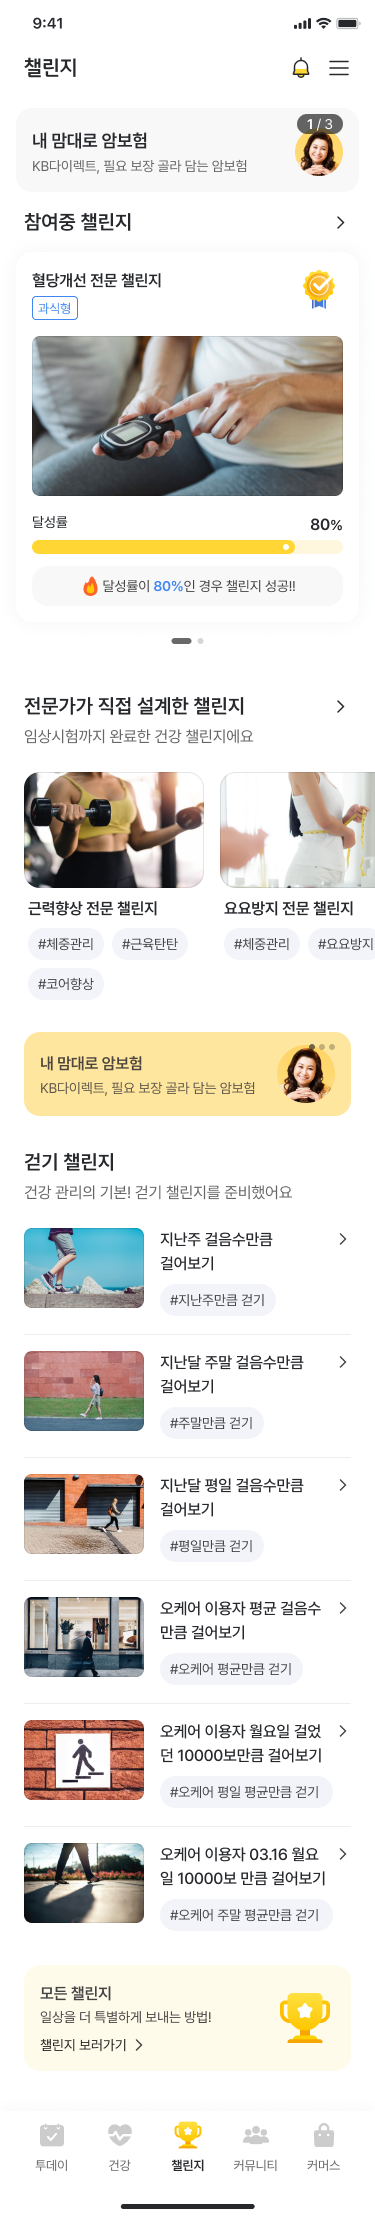 9:41
챌린지
1 / 3
내 맘대로 암보험
KB다이렉트, 필요 보장 골라 담는 암보험
참여중 챌린지
혈당개선 전문 챌린지
과식형
달성률
80%
달성률이 80%인 경우 챌린지 성공!!
전문가가 직접 설계한 챌린지
임상시험까지 완료한 건강 챌린지에요
근력향상 전문 챌린지
#체중관리 #근육탄탄
#코어향상
요요방지 전문 챌린지
#체중관리 #요요방지
내 맘대로 암보험
KB다이렉트, 필요 보장 골라 담는 암보험
걷기 챌린지
건강 관리의 기본! 걷기 챌린지를 준비했어요
지난주 걸음수만큼
걸어보기
#지난주만큼 걷기
지난달 주말 걸음수만큼
걸어보기
#주말만큼 걷기
지난달 평일 걸음수만큼
걸어보기
#평일만큼 걷기
오케어 이용자 평균 걸음수
만큼 걸어보기
#오케어 평균만큼 걷기
오케어 이용자 월요일 걸었
던 10000보만큼 걸어보기
#오케어 평일 평균만큼 걷기
오케어 이용자 03.16 월요
일 10000보 만큼 걸어보기
#오케어 주말 평균만큼 걷기
모든 챌린지
일상을 더 특별하게 보내는 방법!
챌린지 보러가기
투데이 건강 챌린지 커뮤니티 커머스